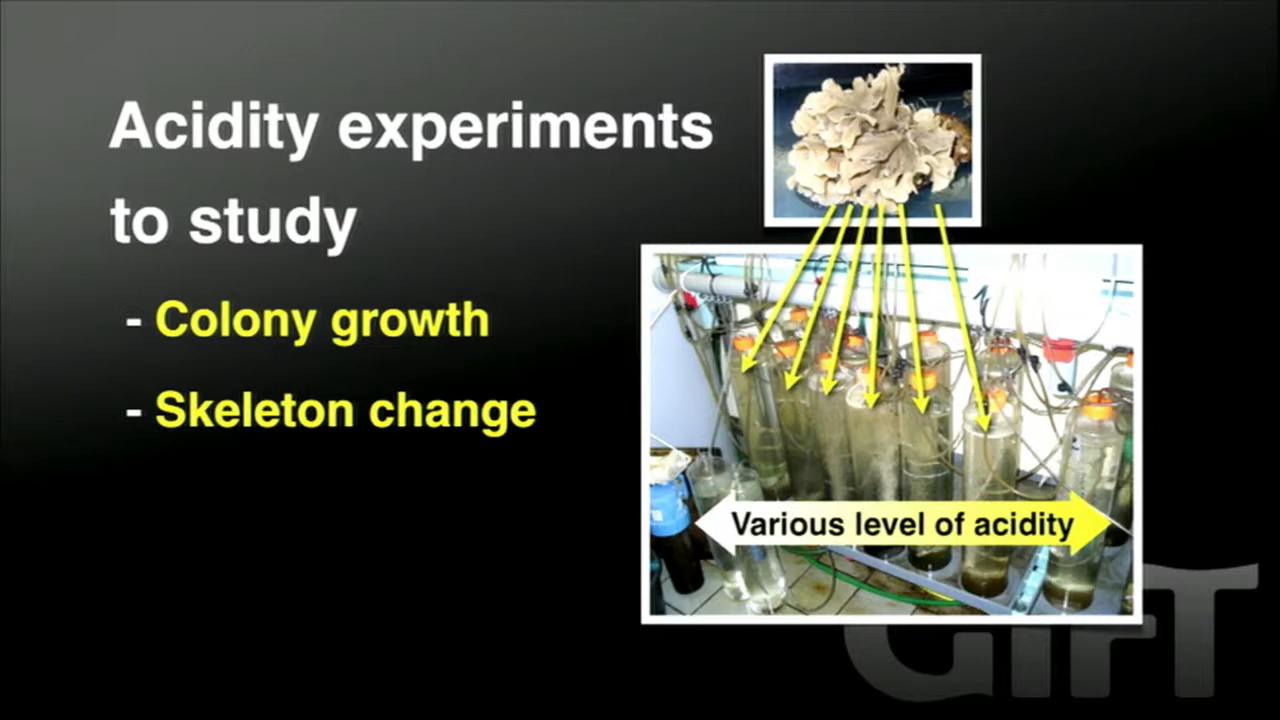 Acidity experiments
to study
- Colony growth
- Skeleton change
Various level of acidity
GIFT